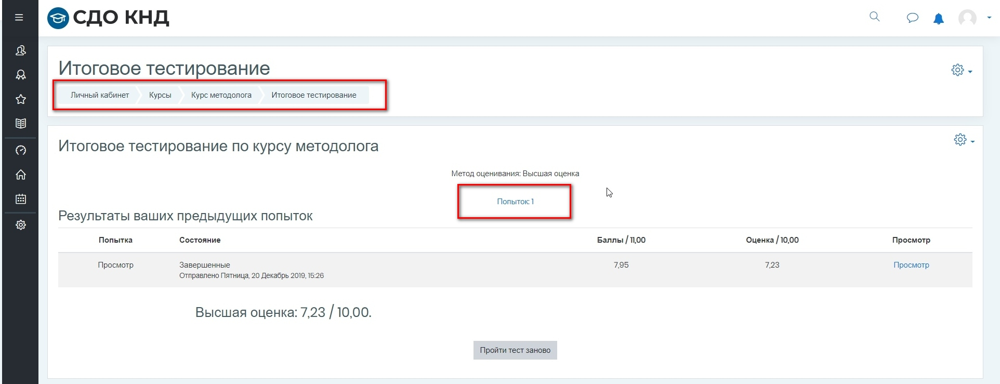 СДО КНД
Итоговое тестирование
Личный кабинет Курсы Курс методолога Итоговое тестирование
Итоговое тестирование по курсу методолога
Метод оценивания: Высшая оценка
Попыток: 1
Результаты ваших предыдущих попыток
Попытка Состояние Баллы / 11,00 Оценка / 10,00 Просмотр
Просмотр Завершенные 7,95 7,23 Просмотр
Отправлено Пятница, 20 Декабрь 2019, 15:26
Высшая оценка: 7,23 / 10,00.
Пройти тест заново